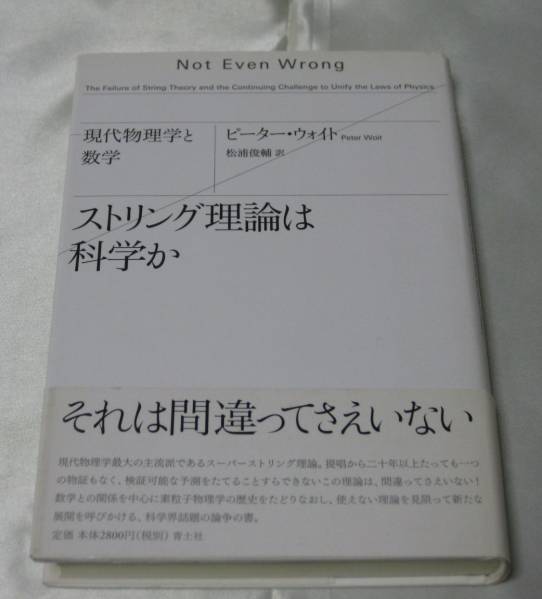 Not Even Wrong
The Failure of String Theory and the Continuing Challenge to Unify the Laws of Physics
現代物理学と
数学
ピーター・ウォイト Peter Woit
松浦俊輔 訳
ストリング理論は
科学か
それは間違ってさえいない
現代物理学最大の主流派であるスーパーストリング理論。提唱から二十年以上たっても一つ
の物証もなく、検証可能な予測をたてることすらできないこの理論は、間違ってさえいない！
数学との関係を中心に素粒子物理学の歴史をたどりなおし、使えない理論を見限って新たな
展開を呼びかける、科学界話題の論争の書。
定価 本体2800円（税別） 青土社